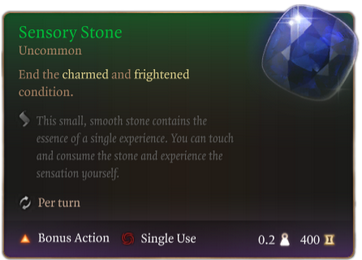 Sensory Stone
Uncommon
End the charmed and frightened
condition.
This small, smooth stone contains the
essence of a single experience. You can touch
and consume the stone and experience the
sensation yourself.
Per turn
Bonus Action Single Use 0.2 400